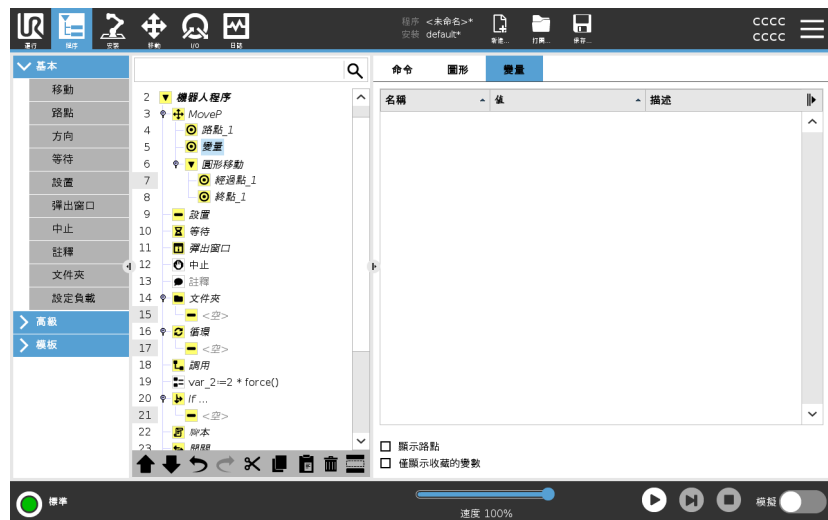 程序 <未命名>*
安装 default*
CCCC
CCCC
運行
程序
安装
移動
I/O
日誌
新建...
打開...
保存...
基本
命令
圖形
變量
移動
路點
方向
等待
設置
彈出窗口
中止
註釋
文件夾
設定負載
高級
模板
2 機器人程序
3 MoveP
4 路點_1
5 變量
6 圓形移動
7 經過點_1
8 終點_1
9 設置
10 等待
11 彈出窗口
12 中止
13 註釋
14 文件夾
15 <空>
16 循環
17 <空>
18 調用
19 var_2:=2 * force()
20 If ...
21 <空>
22 腳本
23
名稱
值
描述
顯示路點
僅顯示收藏的變數
標準
速度 100%
模擬